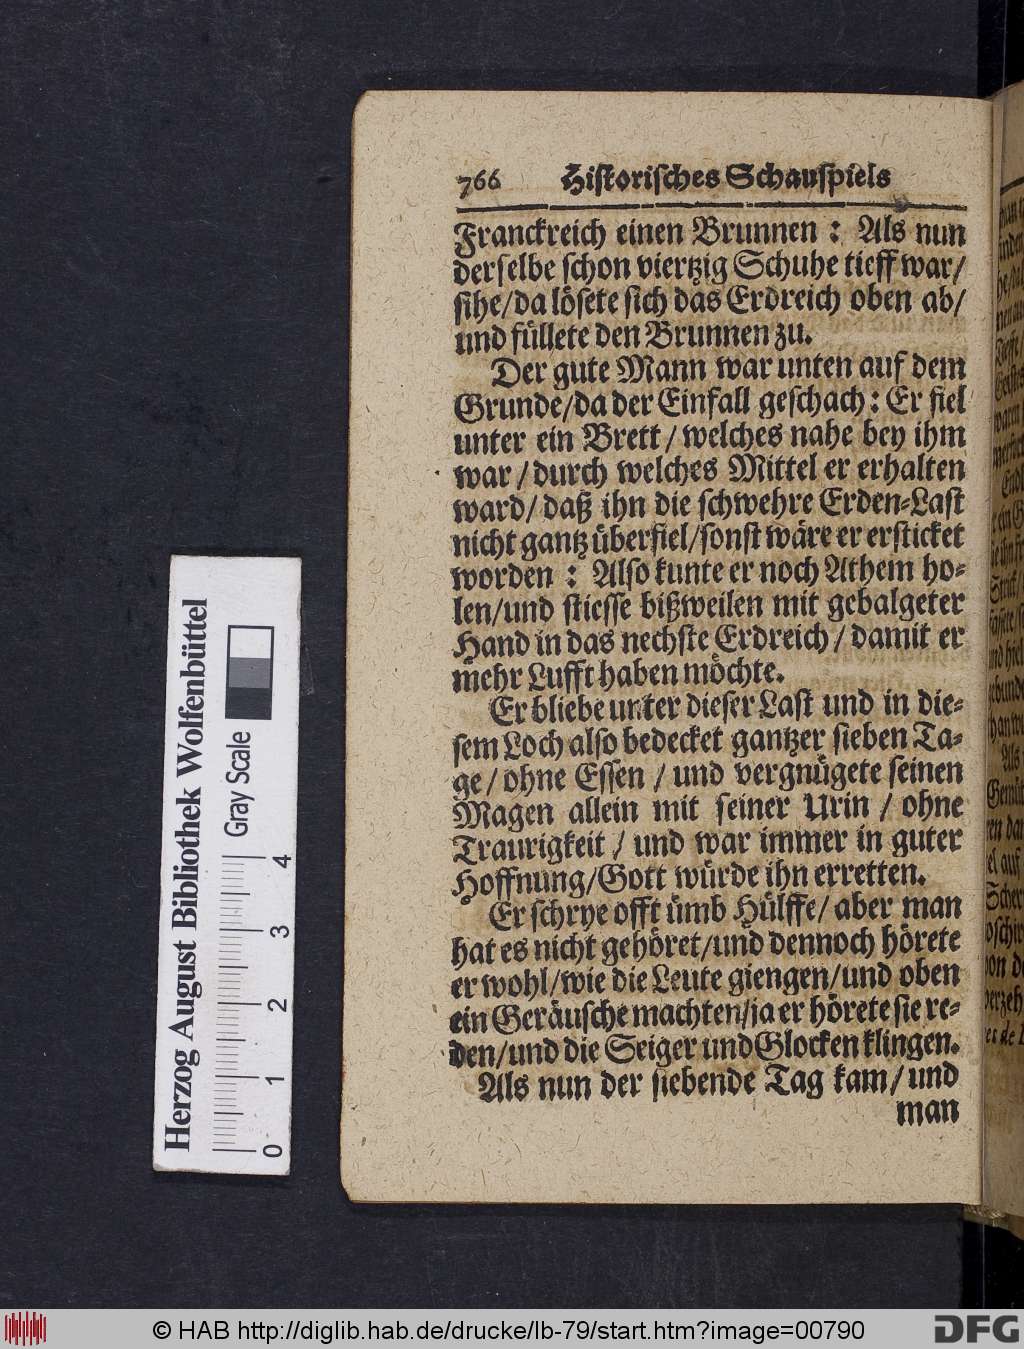 766 Historisches Schauspiels
Franckreich einen Brunnen : Als nun
derselbe schon viertzig Schuhe tieff war/
sihe/da lösete sich das Erdreich oben ab/
und füllete den Brunnen zu.
Der gute Mann war unten auf dem
Grunde/da der Einfall geschach: Er fiel
unter ein Brett / welches nahe bey ihm
war / durch welches Mittel er erhalten
ward/ daß ihn die schwehre Erden-Last
nicht gantz überfiel/sonst wäre er ersticket
worden : Also kunte er noch Athem ho-
len/und stiesse bißweilen mit gebalgeter
Hand in das nechste Erdreich / damit er
mehr Lufft haben möchte.
Er bliebe unter dieser Last und in die-
sem Loch also bedecket gantzer sieben Ta-
ge / ohne Essen / und vergnügete seinen
Magen allein mit seiner Urin / ohne
Traurigkeit / und war immer in guter
Hoffnung/Gott würde ihn erretten.
Er schrye offt ümb Hülffe/ aber man
hat es nicht gehöret/und dennoch hörete
er wohl/wie die Leute giengen/und oben
ein Geräusche machten/ja er hörete sie re-
den/und die Seiger und Glocken klingen.
Als nun der siebende Tag kam/ und
man
Herzog August Bibliothek Wolfenbüttel
Gray Scale
0 1 2 3 4
© HAB http://diglib.hab.de/drucke/lb-79/start.htm?image=00790
DFG